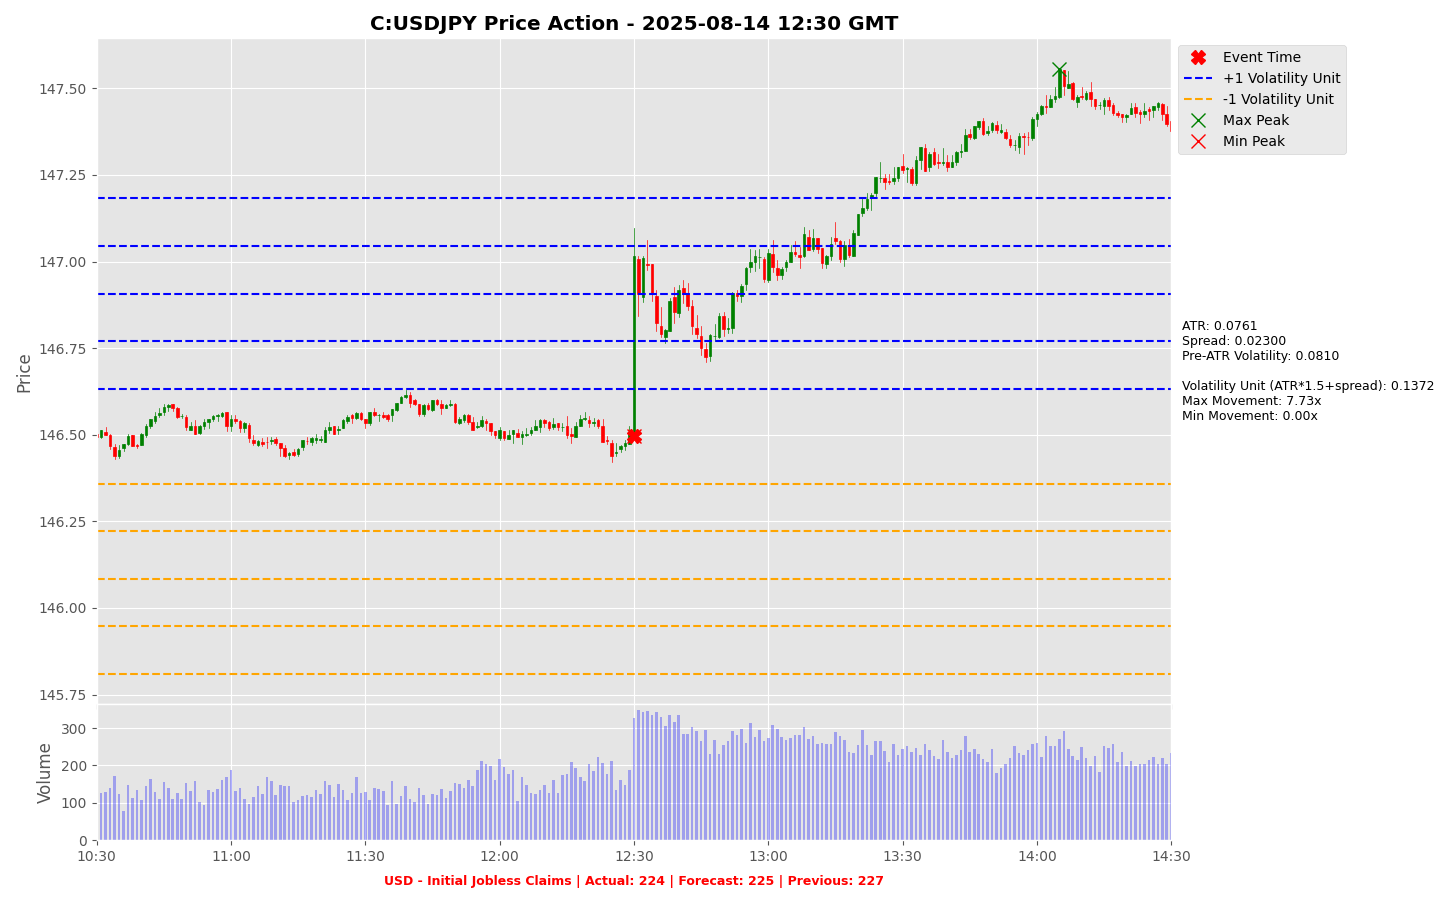 C:USDJPY Price Action - 2025-08-14 12:30 GMT
Event Time
+1 Volatility Unit
-1 Volatility Unit
Max Peak
Min Peak
Price
147.50
147.25
147.00
146.75
146.50
146.25
146.00
145.75
ATR: 0.0761
Spread: 0.02300
Pre-ATR Volatility: 0.0810
Volatility Unit (ATR*1.5+spread): 0.1372
Max Movement: 7.73x
Min Movement: 0.00x
Volume
300
200
100
0
10:30 11:00 11:30 12:00 12:30 13:00 13:30 14:00 14:30
USD - Initial Jobless Claims | Actual: 224 | Forecast: 225 | Previous: 227